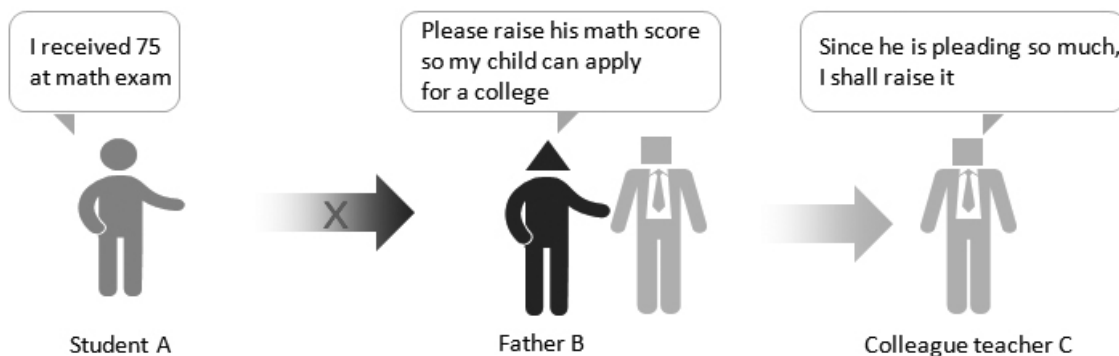 I received 75
at math exam
Please raise his math score
so my child can apply
for a college
Since he is pleading so much,
I shall raise it
X
Student A
Father B
Colleague teacher C